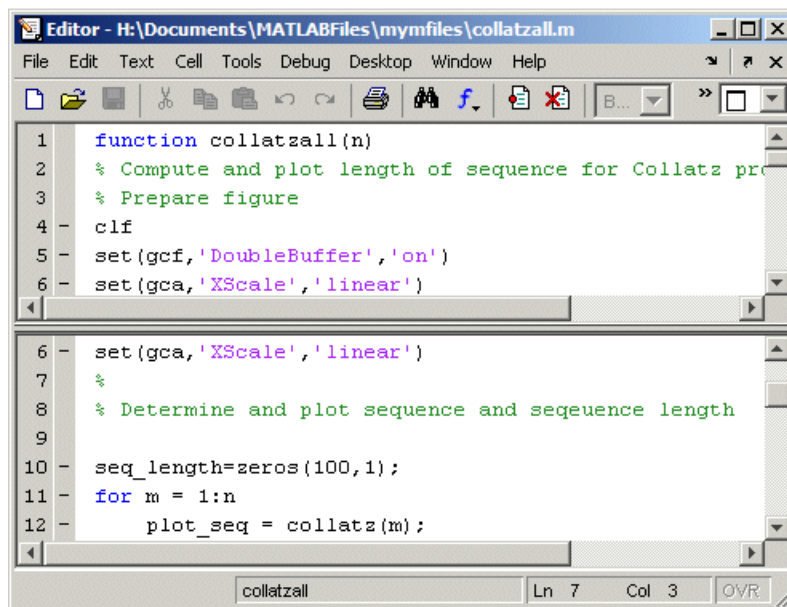 Editor - H:\Documents\MATLABFiles\mymfiles\collatzall.m
File Edit Text Cell Tools Debug Desktop Window Help
B...
1 function collatzall(n)
2 % Compute and plot length of sequence for Collatz pro
3 % Prepare figure
4 - clf
5 - set(gcf,'DoubleBuffer','on')
6 - set(gca,'XScale','linear')
6 - set(gca,'XScale','linear')
7 %
8 % Determine and plot sequence and seqeuence length
9
10 - seq_length=zeros(100,1);
11 - for m = 1:n
12 - plot_seq = collatz(m);
collatzall Ln 7 Col 3 OVR